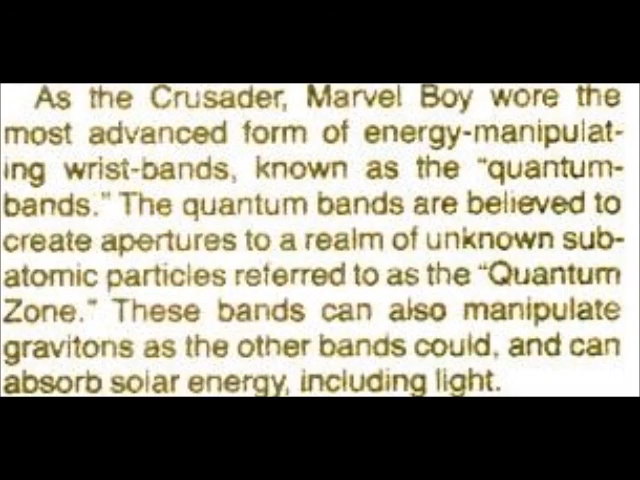 As the Crusader, Marvel Boy wore the
most advanced form of energy-manipulat-
ing wrist-bands, known as the "quantum-
bands." The quantum bands are believed to
create apertures to a realm of unknown sub-
atomic particles referred to as the "Quantum
Zone." These bands can also manipulate
gravitons as the other bands could, and can
absorb solar energy, including light.